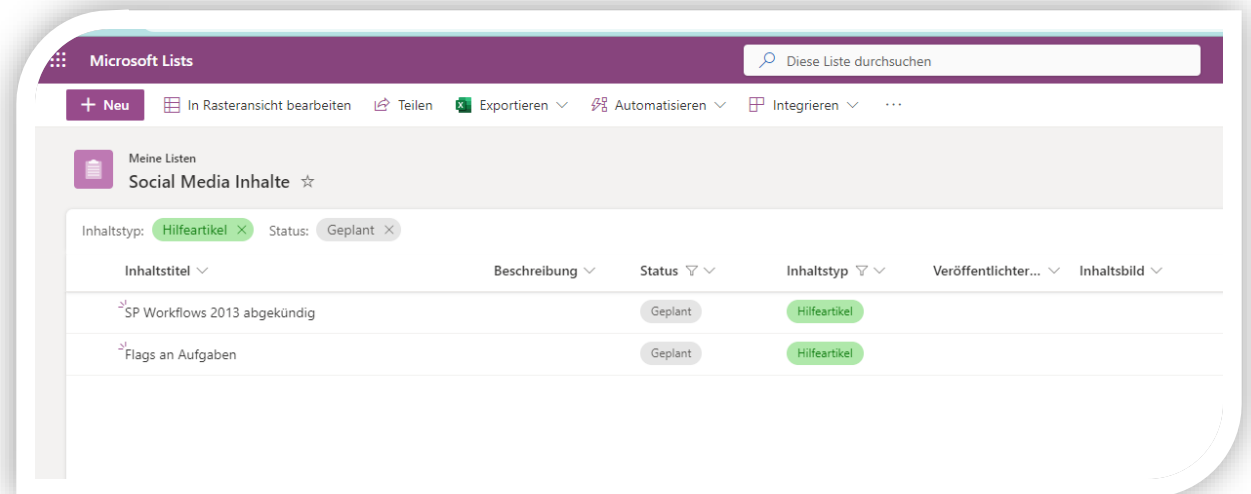 Microsoft Lists
Diese Liste durchsuchen
Neu In Rasteransicht bearbeiten Teilen Exportieren Automatisieren Integrieren ...
Meine Listen
Social Media Inhalte
Inhaltstyp: Hilfeartikel Status: Geplant
Inhaltstitel Beschreibung Status Inhaltstyp Veröffentlichter... Inhaltsbild
SP Workflows 2013 abgekündig Geplant Hilfeartikel
Flags an Aufgaben Geplant Hilfeartikel